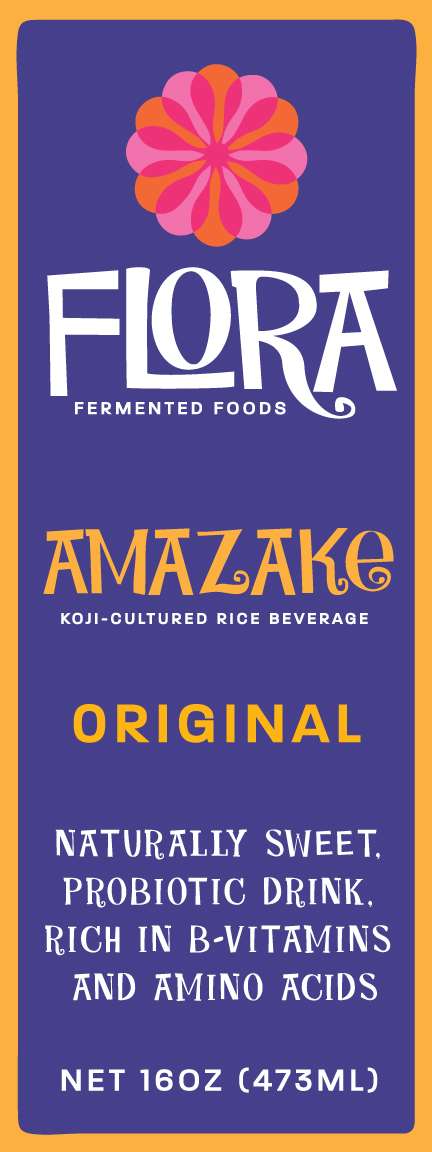 FLORA
FERMENTED FOODS
AMAZAKe
KOJI-CULTURED RICE BEVERAGE
ORIGINAL
NATURALLY SWEET,
PROBIOTIC DRINK,
RICH IN B-VITAMINS
AND AMINO ACIDS
NET 16OZ (473ML)